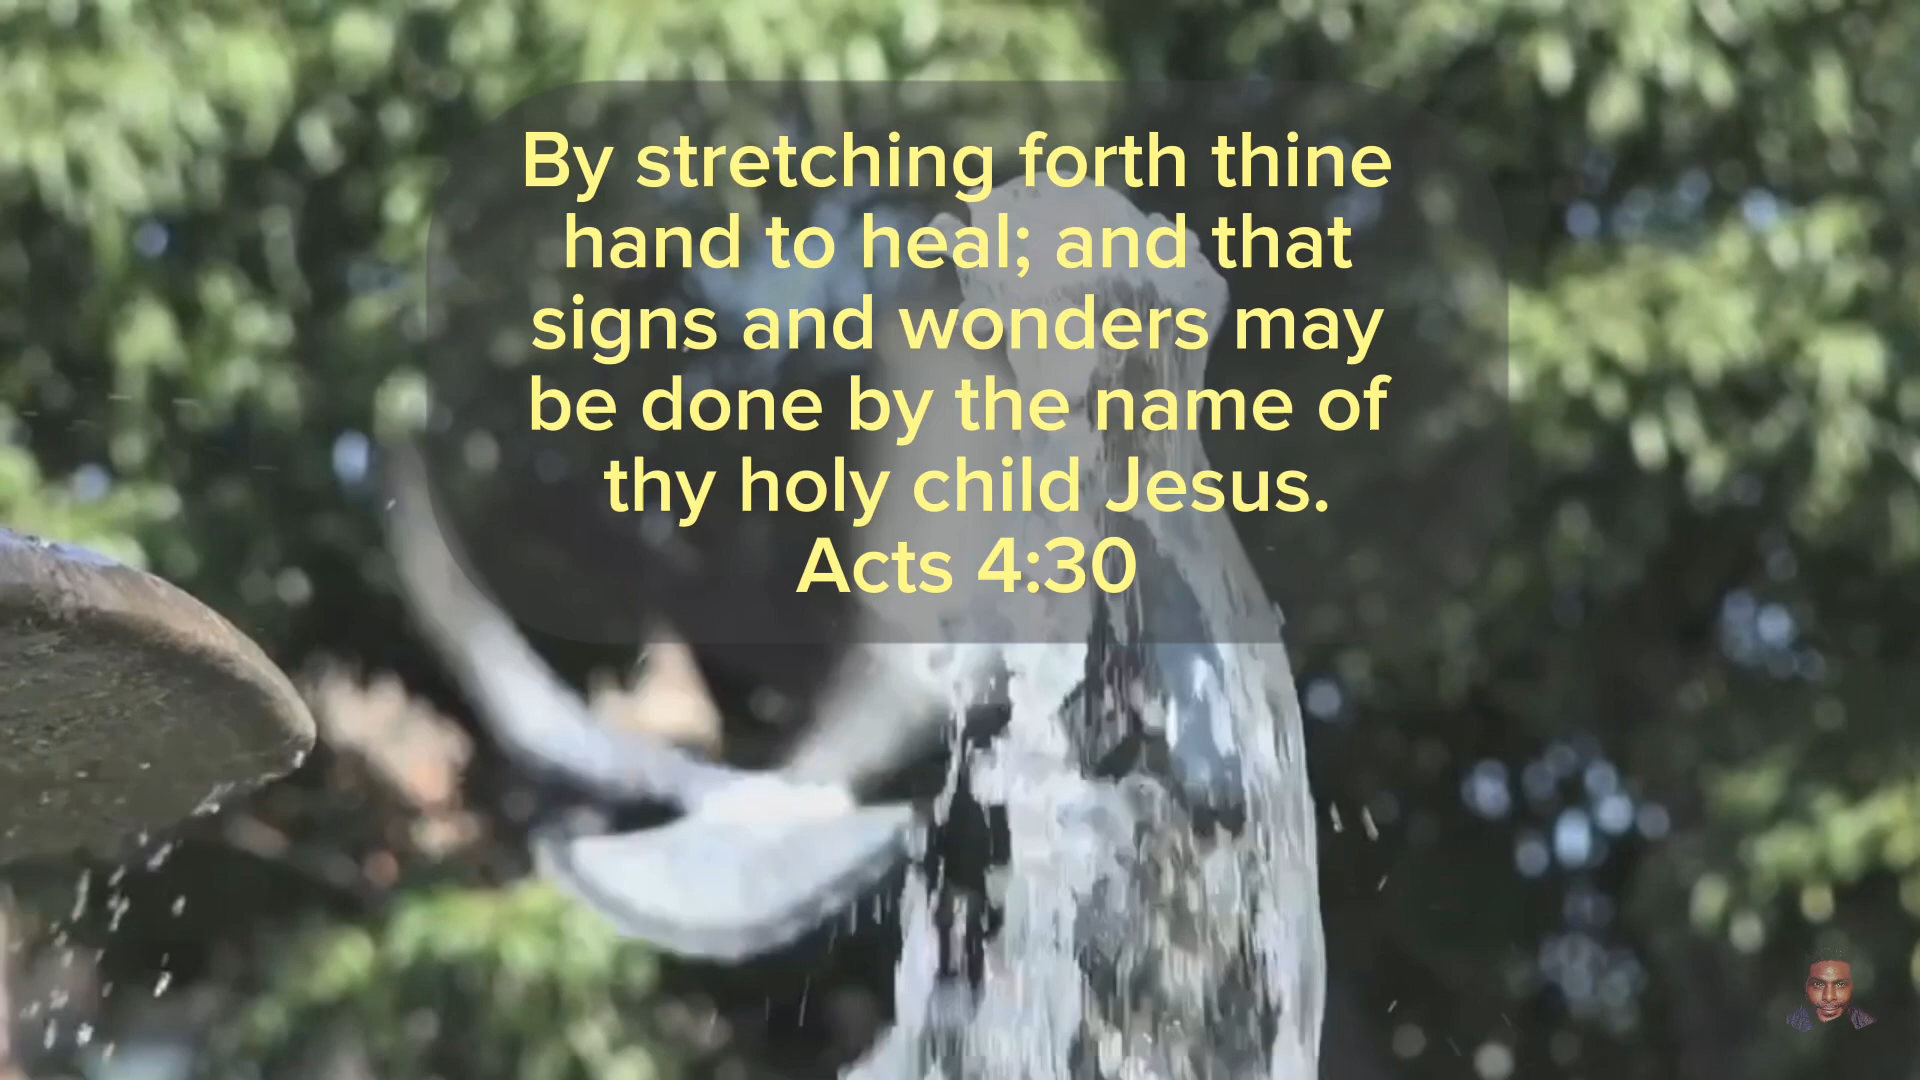 By stretching forth thine
hand to heal; and that
signs and wonders may
be done by the name of
thy holy child Jesus.
Acts 4:30